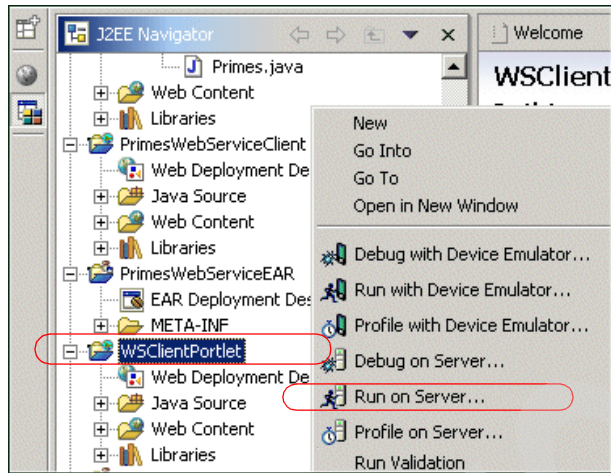 J2EE Navigator
Primes.java
Web Content
Libraries
PrimesWebServiceClient
Web Deployment De
Java Source
Web Content
Libraries
PrimesWebServiceEAR
EAR Deployment Des
META-INF
WSClientPortlet
Web Deployment De
Java Source
Web Content
Libraries
Welcome
WSClient
New
Go Into
Go To
Open in New Window
Debug with Device Emulator...
Run with Device Emulator...
Profile with Device Emulator...
Debug on Server...
Run on Server...
Profile on Server...
Run Validation